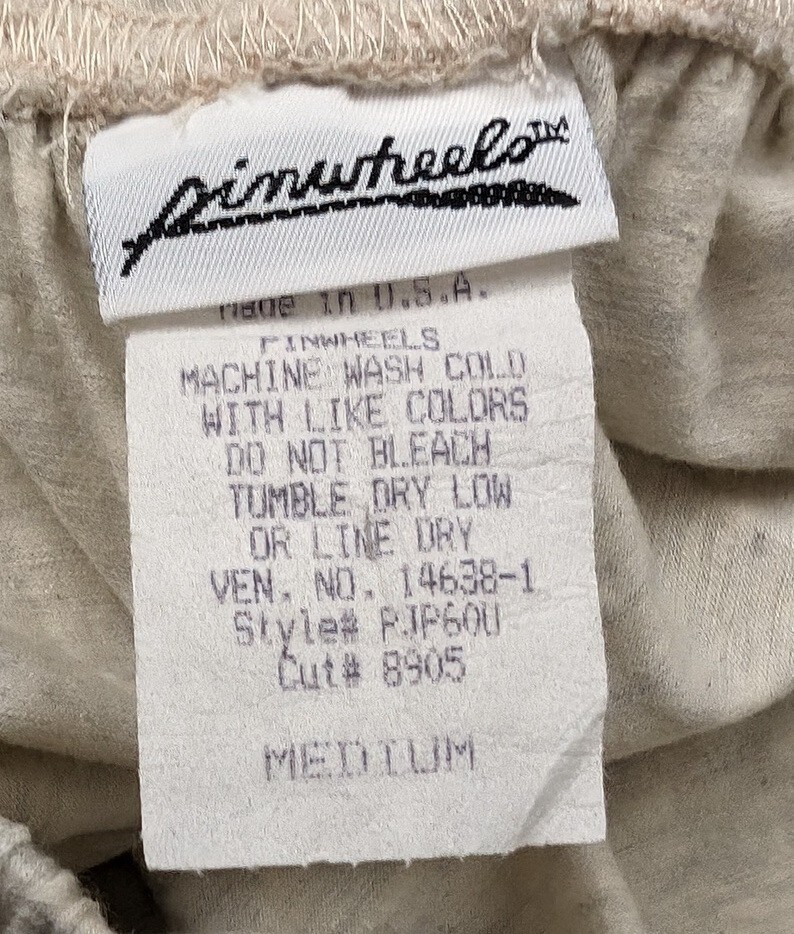 pinwheels™
Made in U.S.A.
PINWHEELS
MACHINE WASH COLD
WITH LIKE COLORS
DO NOT BLEACH
TUMBLE DRY LOW
OR LINE DRY
VEN. NO. 14638-1
Style# PJP60U
Cut# 8905
MEDIUM